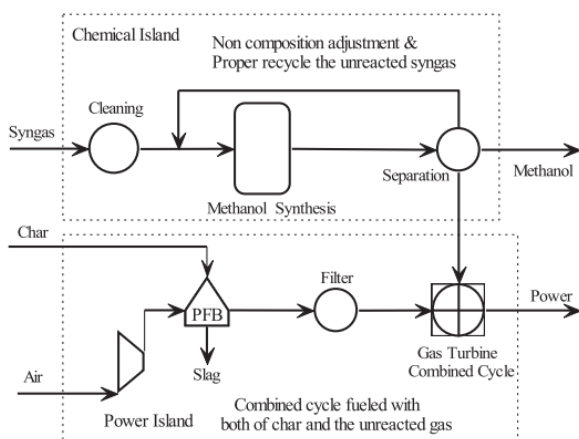 Chemical Island
Non composition adjustment &
Proper recycle the unreacted syngas
Cleaning
Syngas
Methanol Synthesis
Separation
Methanol
Char
PFB
Filter
Power
Slag
Gas Turbine
Combined Cycle
Air
Power Island
Combined cycle fueled with
both of char and the unreacted gas